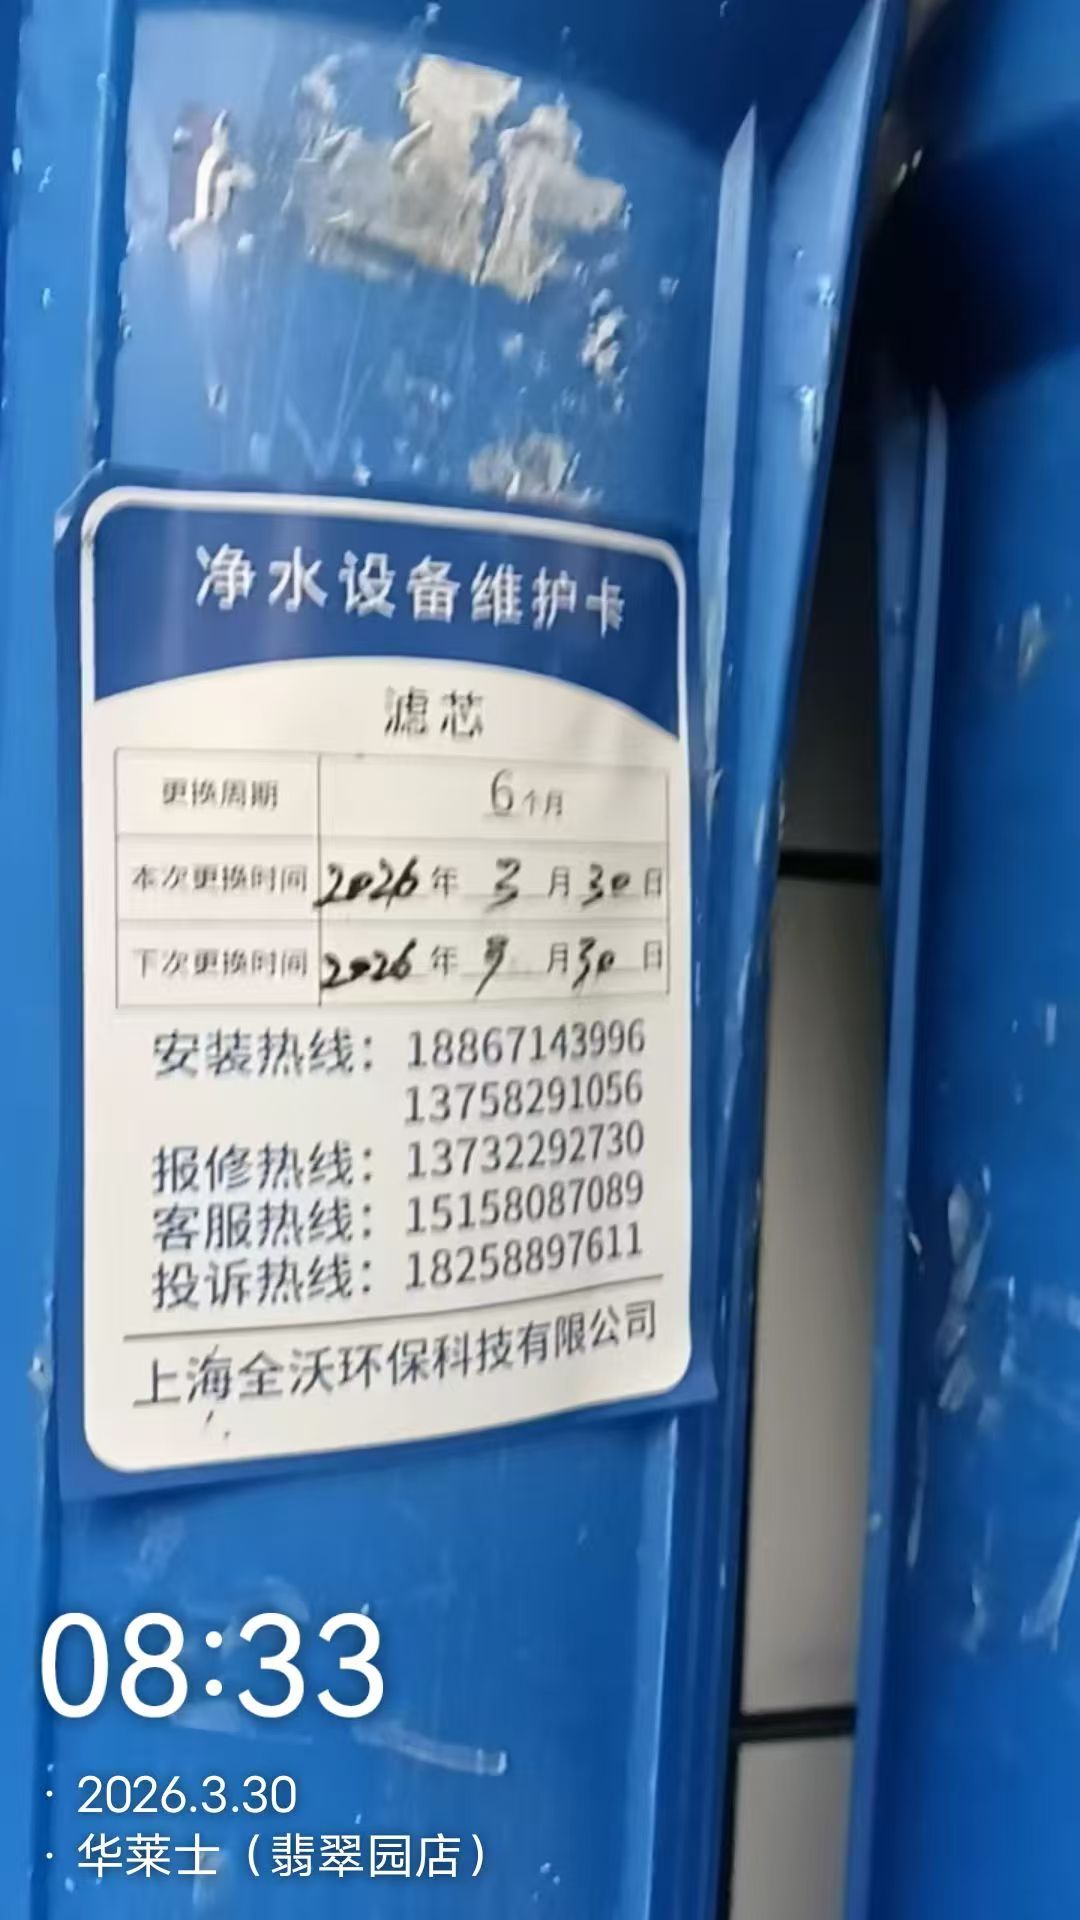 净水设备维护卡
滤芯
更换周期 6个月
本次更换时间 2026年 3月30日
下次更换时间 2026年 9月30日
安装热线：18867143996
13758291056
报修热线：13732292730
客服热线：15158087089
投诉热线：18258897611
上海全沃环保科技有限公司
08:33
· 2026.3.30
· 华莱士（翡翠园店）